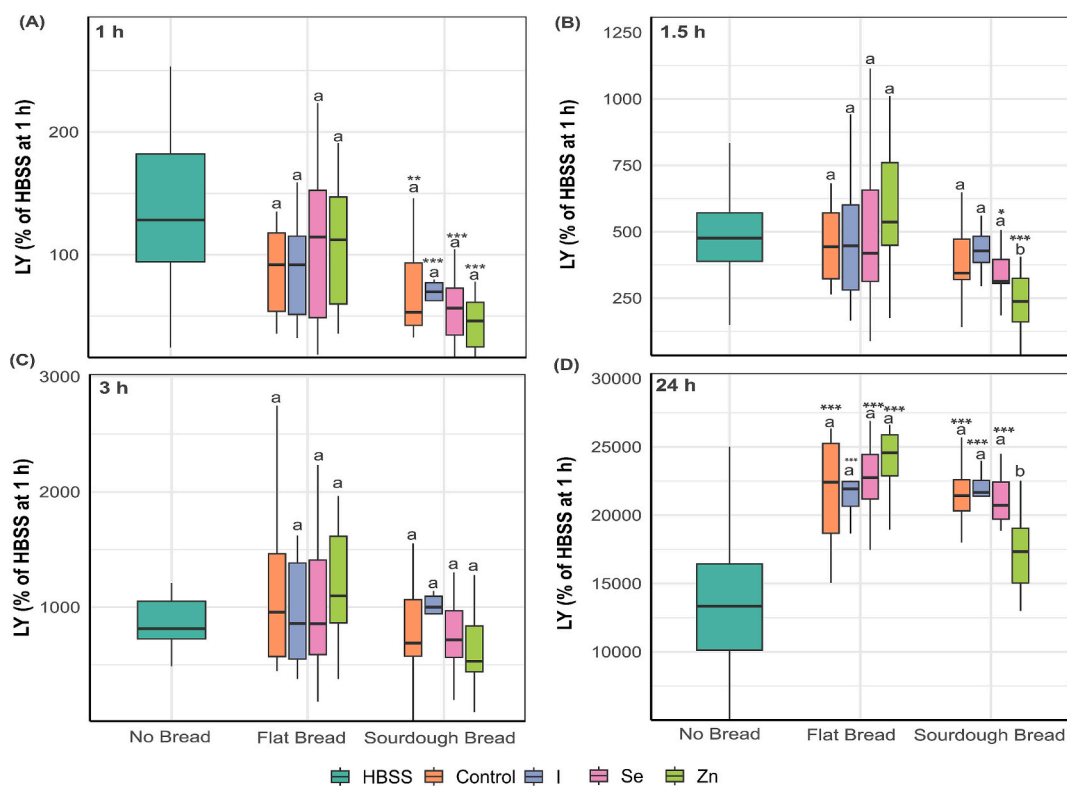 (A)
1 h
LY (% of HBSS at 1 h)
200
100
a
a
a
a
**
a
***
a
***
a
***
a
(B)
1.5 h
LY (% of HBSS at 1 h)
1250
1000
750
500
250
a
a
a
a
a
a
*
a
***
b
(C)
3 h
LY (% of HBSS at 1 h)
3000
2000
1000
a
a
a
a
a
a
a
a
No Bread Flat Bread Sourdough Bread
(D)
24 h
LY (% of HBSS at 1 h)
30000
25000
20000
15000
10000
***
a
***
a
***
a
***
a
***
a
***
a
***
a
b
No Bread Flat Bread Sourdough Bread
HBSS Control I Se Zn